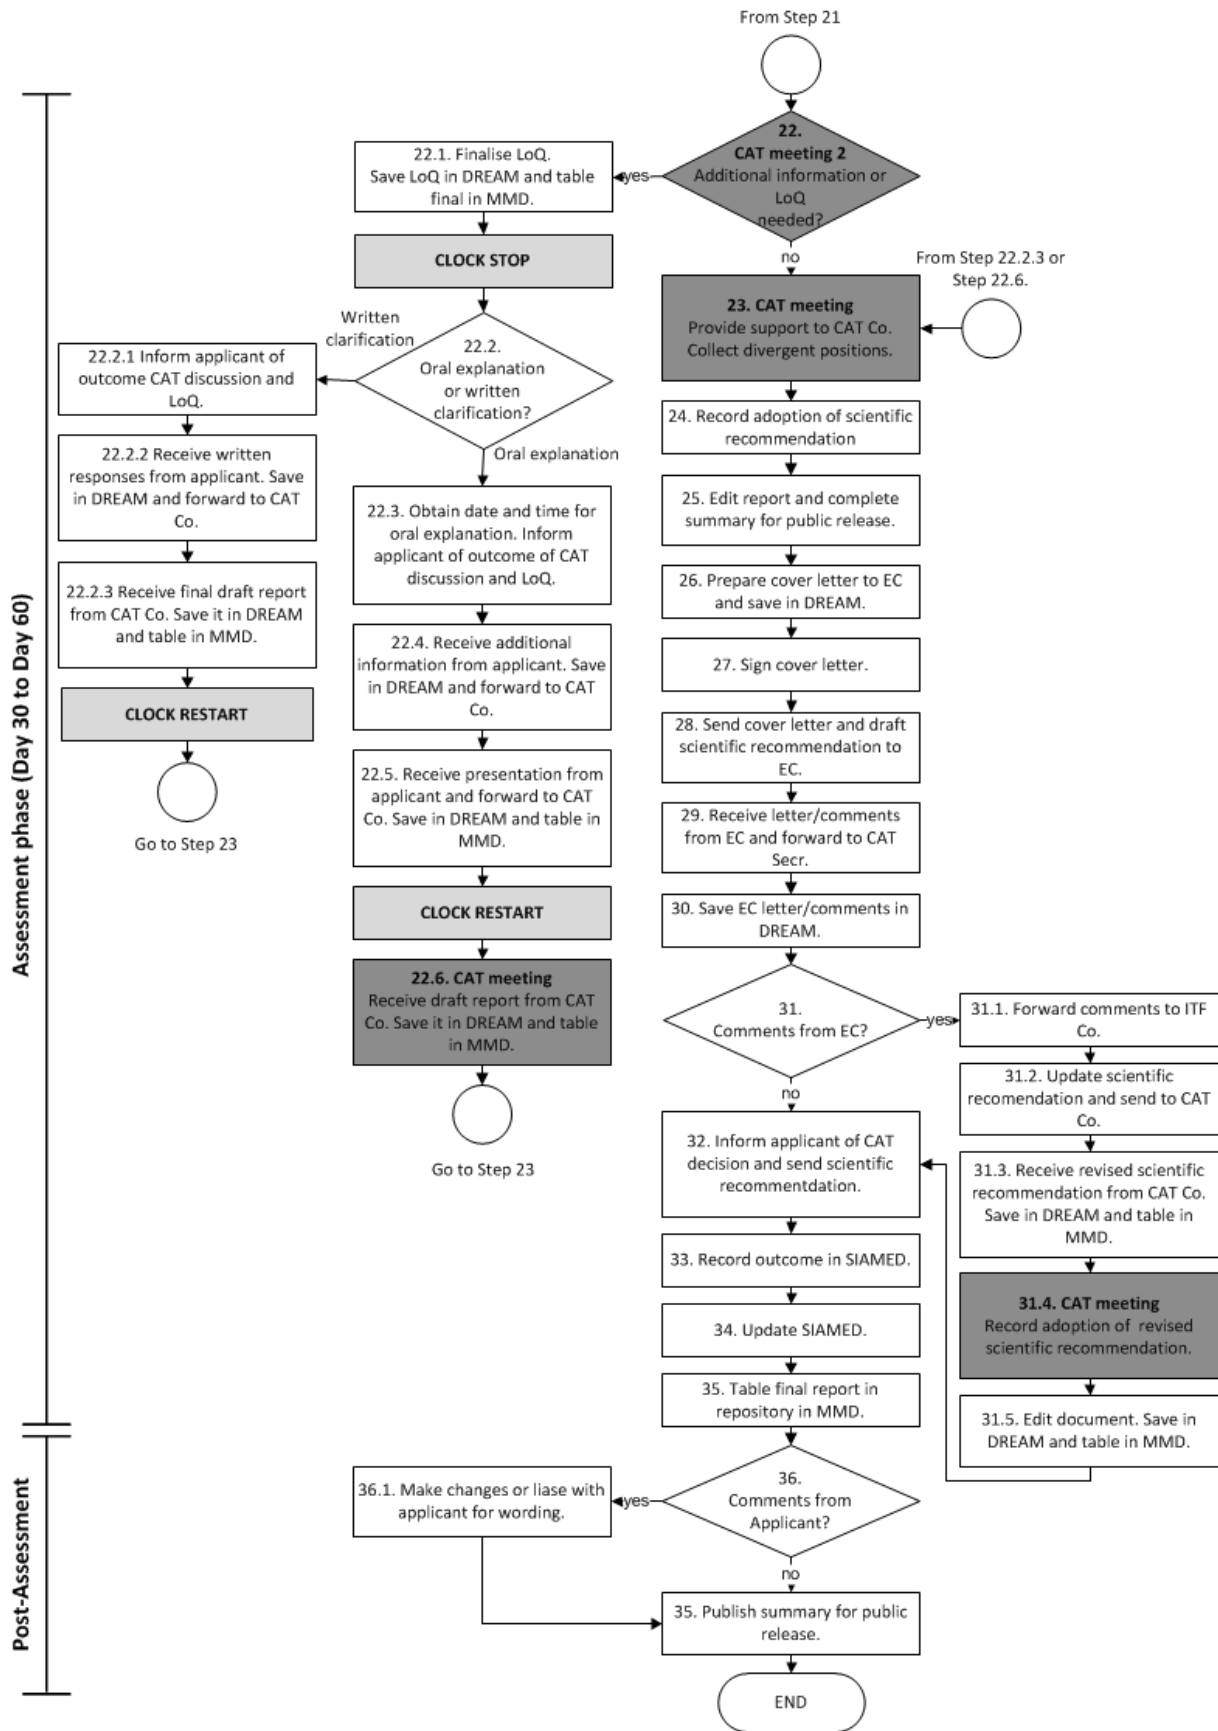 From Step 21
22.
CAT meeting 2
Additional information or
LoQ
needed?
yes
no
22.1. Finalise LoQ.
Save LoQ in DREAM and table
final in MMD.
CLOCK STOP
22.2.
Oral explanation
or written
clarification?
Written
clarification
Oral explanation
22.2.1 Inform applicant of
outcome CAT discussion and
LoQ.
22.2.2 Receive written
responses from applicant. Save
in DREAM and forward to CAT
Co.
22.2.3 Receive final draft report
from CAT Co. Save it in DREAM
and table in MMD.
CLOCK RESTART
Go to Step 23
22.3. Obtain date and time for
oral explanation. Inform
applicant of outcome of CAT
discussion and LoQ.
22.4. Receive additional
information from applicant. Save
in DREAM and forward to CAT
Co.
22.5. Receive presentation from
applicant and forward to CAT
Co. Save in DREAM and table in
MMD.
CLOCK RESTART
22.6. CAT meeting
Receive draft report from CAT
Co. Save it in DREAM and table
in MMD.
Go to Step 23
From Step 22.2.3 or
Step 22.6.
23. CAT meeting
Provide support to CAT Co.
Collect divergent positions.
24. Record adoption of scientific
recommendation
25. Edit report and complete
summary for public release.
26. Prepare cover letter to EC
and save in DREAM.
27. Sign cover letter.
28. Send cover letter and draft
scientific recommendation to
EC.
29. Receive letter/comments
from EC and forward to CAT
Secr.
30. Save EC letter/comments in
DREAM.
31.
Comments from EC?
yes
no
31.1. Forward comments to ITF
Co.
31.2. Update scientific
recomendation and send to CAT
Co.
31.3. Receive revised scientific
recommendation from CAT Co.
Save in DREAM and table in
MMD.
31.4. CAT meeting
Record adoption of revised
scientific recommendation.
31.5. Edit document. Save in
DREAM and table in MMD.
32. Inform applicant of CAT
decision and send scientific
recommentdation.
33. Record outcome in SIAMED.
34. Update SIAMED.
35. Table final report in
repository in MMD.
36.
Comments from
Applicant?
yes
no
36.1. Make changes or liase with
applicant for wording.
35. Publish summary for public
release.
END
Assessment phase (Day 30 to Day 60)
Post-Assessment